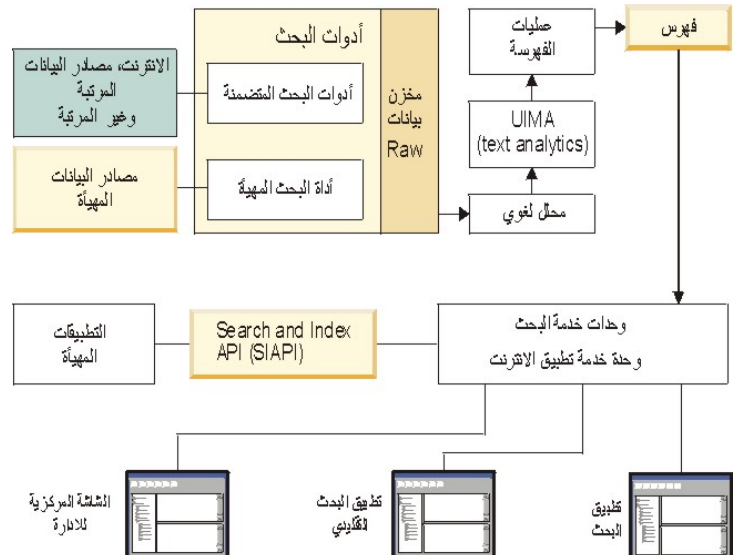 أدوات البحث
الانترنت، مصادر البيانات
المرتبة
وغير المرتبة
أدوات البحث المتضمنة
مصادر البيانات
المهيأة
أداة البحث المهيأة
مخزن
بيانات
Raw
عمليات
الفهرسة
UIMA
(text analytics)
محلل لغوي
فهرس
وحدات خدمة البحث
وحدة خدمة تطبيق الانترنت
Search and Index
API (SIAPI)
التطبيقات
المهيأة
تطبيق
البحث
تطبيق البحث
التقليدي
الشاشة المركزية
للادارة